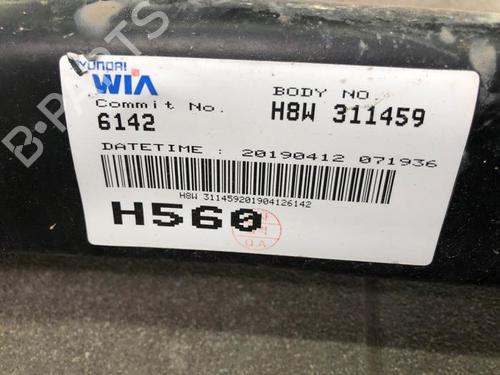 HYUNDAI
WIA
BODY NO.
Commit No.
H8W 311459
6142
DATETIME : 20190412 071936
H8W 311459201904126142
H560
Q.A
B-PARTS